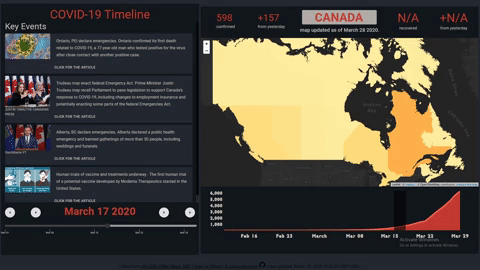 COVID-19 Timeline
Key Events
Ontario, PEI declare emergencies. Ontario confirmed its first death
related to COVID-19, a 77-year-old man who tested positive for the virus
after close contact with another positive case.
CLICK FOR THE ARTICLE
Trudeau may enact federal Emergency Act. Prime Minister Justin
Trudeau may recall Parliament to pass legislation to support Canada's
response to COVID-19, including changes to employment insurance and
potentially enacting some parts of the federal Emergencies Act.
CLICK FOR THE ARTICLE
Alberta, BC declare emergencies. Alberta declared a public health
emergency and banned gatherings of more than 50 people, including
weddings and funerals.
CLICK FOR THE ARTICLE
Human trials of vaccine and treatments underway. The first human trial
of a potential vaccine developed by Moderna Therapeutics started in the
United States.
CLICK FOR THE ARTICLE
March 17 2020
598
confirmed
+157
from yesterday
CANADA
map updated as of March 28 2020.
N/A
recovered
+N/A
from yesterday
+
-
Hudson
Bay
6,000
5,000
4,000
3,000
2,000
1,000
Feb 16
Feb 23
March
Mar 08
Mar 15
Mar 22
Mar 29
Activate Windows
Go to Settings to activate Windows.